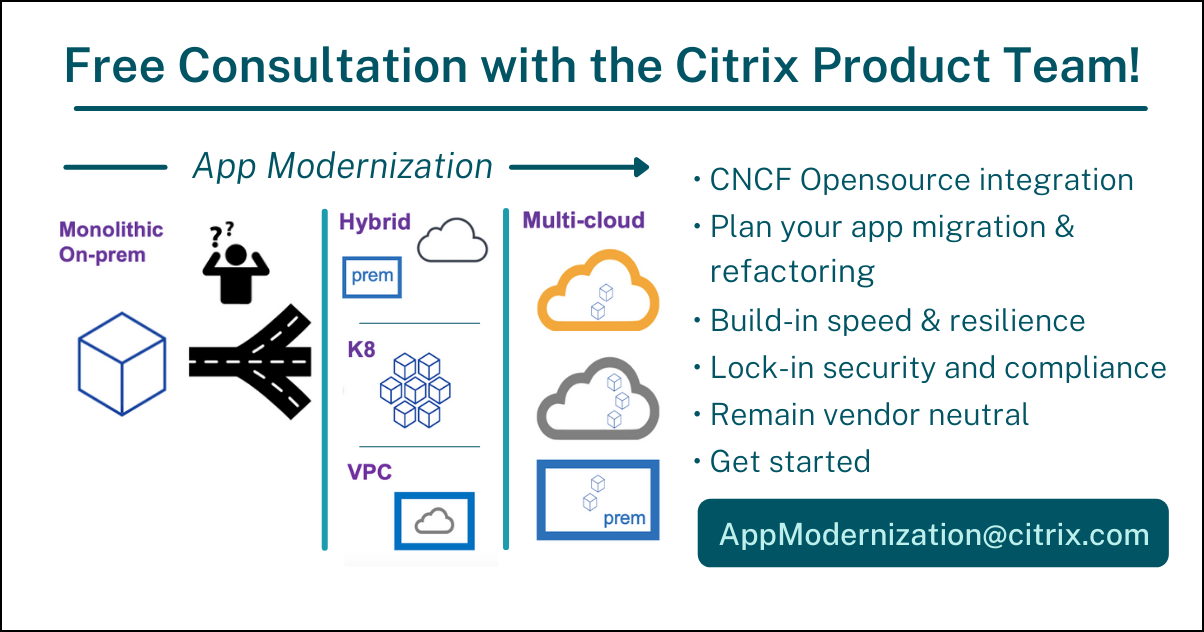 Free Consultation with the Citrix Product Team!
App Modernization
Monolithic
On-prem
??
Hybrid
prem
K8
VPC
Multi-cloud
prem
• CNCF Opensource integration
• Plan your app migration &
refactoring
• Build-in speed & resilience
• Lock-in security and compliance
• Remain vendor neutral
• Get started
AppModernization@citrix.com